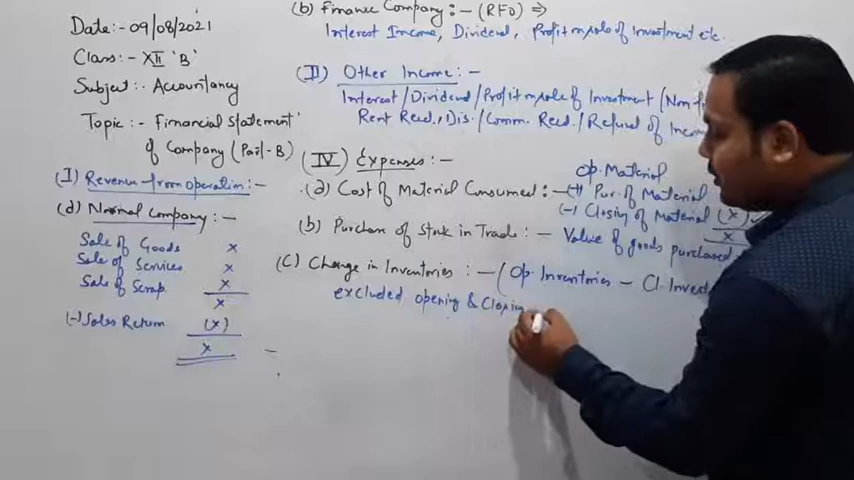 Date:- 09/08/2021
Class:- XII 'B'
Subject:- Accountancy
Topic:- Financial statement
of Company (Part-B)
(I) Revenue from operation:-
(a) Normal Company:-
Sale of Goods x
Sale of Services x
Sale of Scrap x
x
(-) Sales Return (x)
x
(b) Finance Company:- (RFO) ⇒
Interest Income, Dividend, Profit on sale of investment etc.
(II) Other Income:-
Interest/Dividend/Profit on sale of Investment (Non
Rent Recd., Dis./Comm. Recd./Refund of
(IV) Expenses:-
(a) Cost of Material Consumed:- Op. Material
(+) Pur. of Material
(-) Closing of Material (x)
x
(b) Purchase of Stock in Trade:- Value of goods purchased
(C) Change in Inventories:- (Op. Inventories - Cl.
excluded opening & Closing